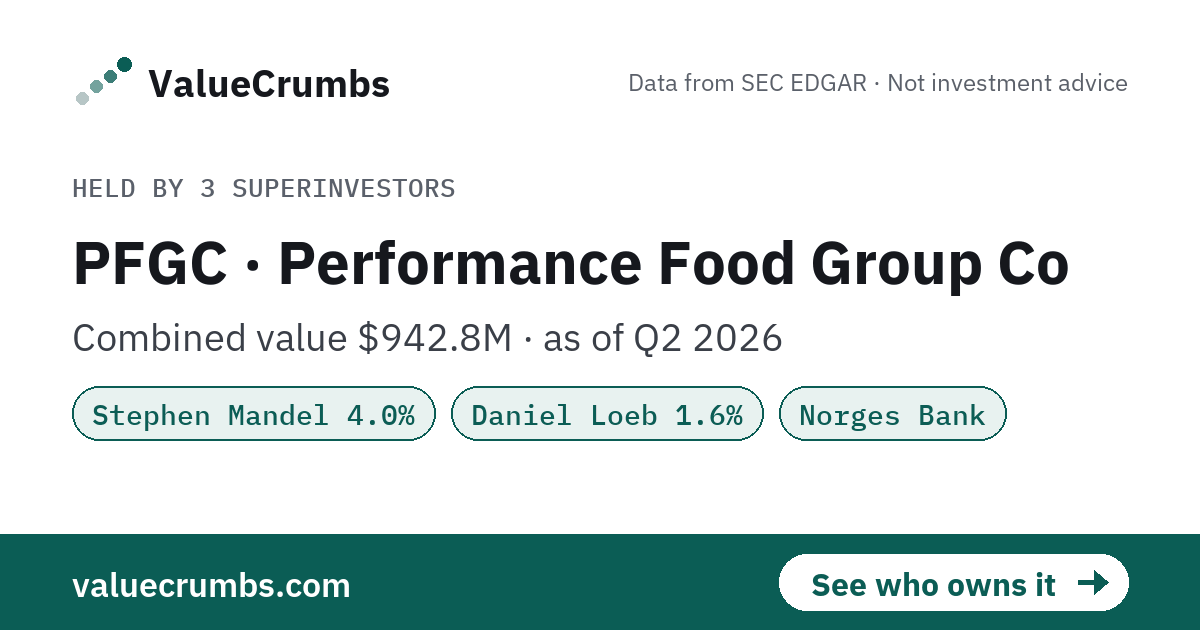 ValueCrumbs
Data from SEC EDGAR · Not investment advice
HELD BY 3 SUPERINVESTORS
PFGC · Performance Food Group Co
Combined value $942.8M · as of Q2 2026
Stephen Mandel 4.0%
Daniel Loeb 1.6%
Norges Bank
valuecrumbs.com
See who owns it →